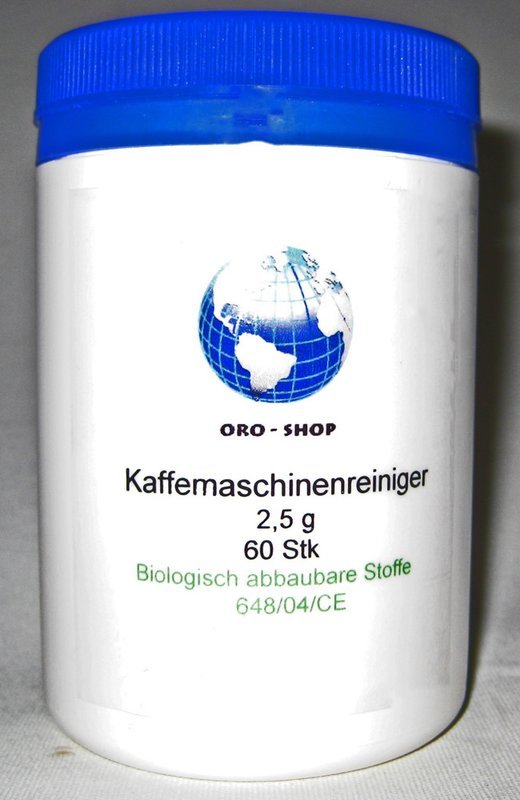 ORO - SHOP
Kaffemaschinenreiniger
2,5 g
60 Stk
Biologisch abbaubare Stoffe
648/04/CE